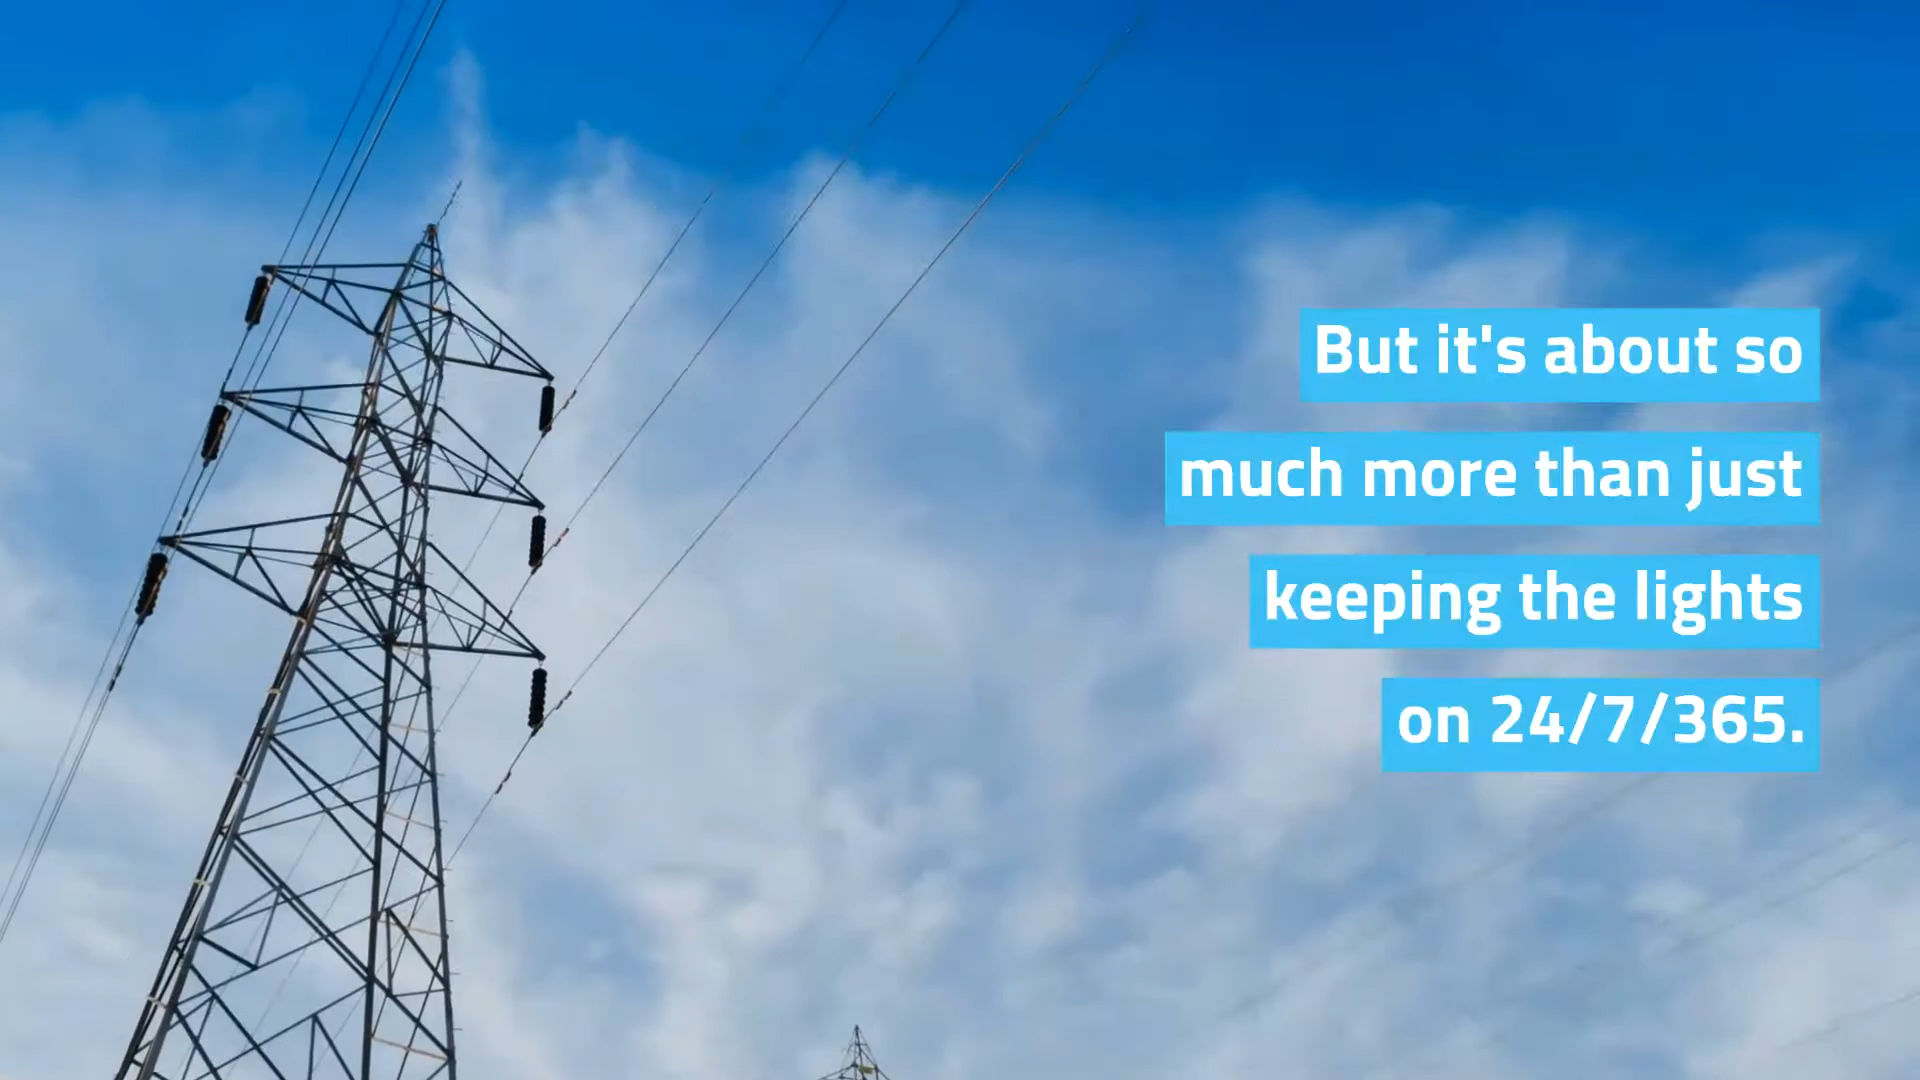 But it's about so
much more than just
keeping the lights
on 24/7/365.